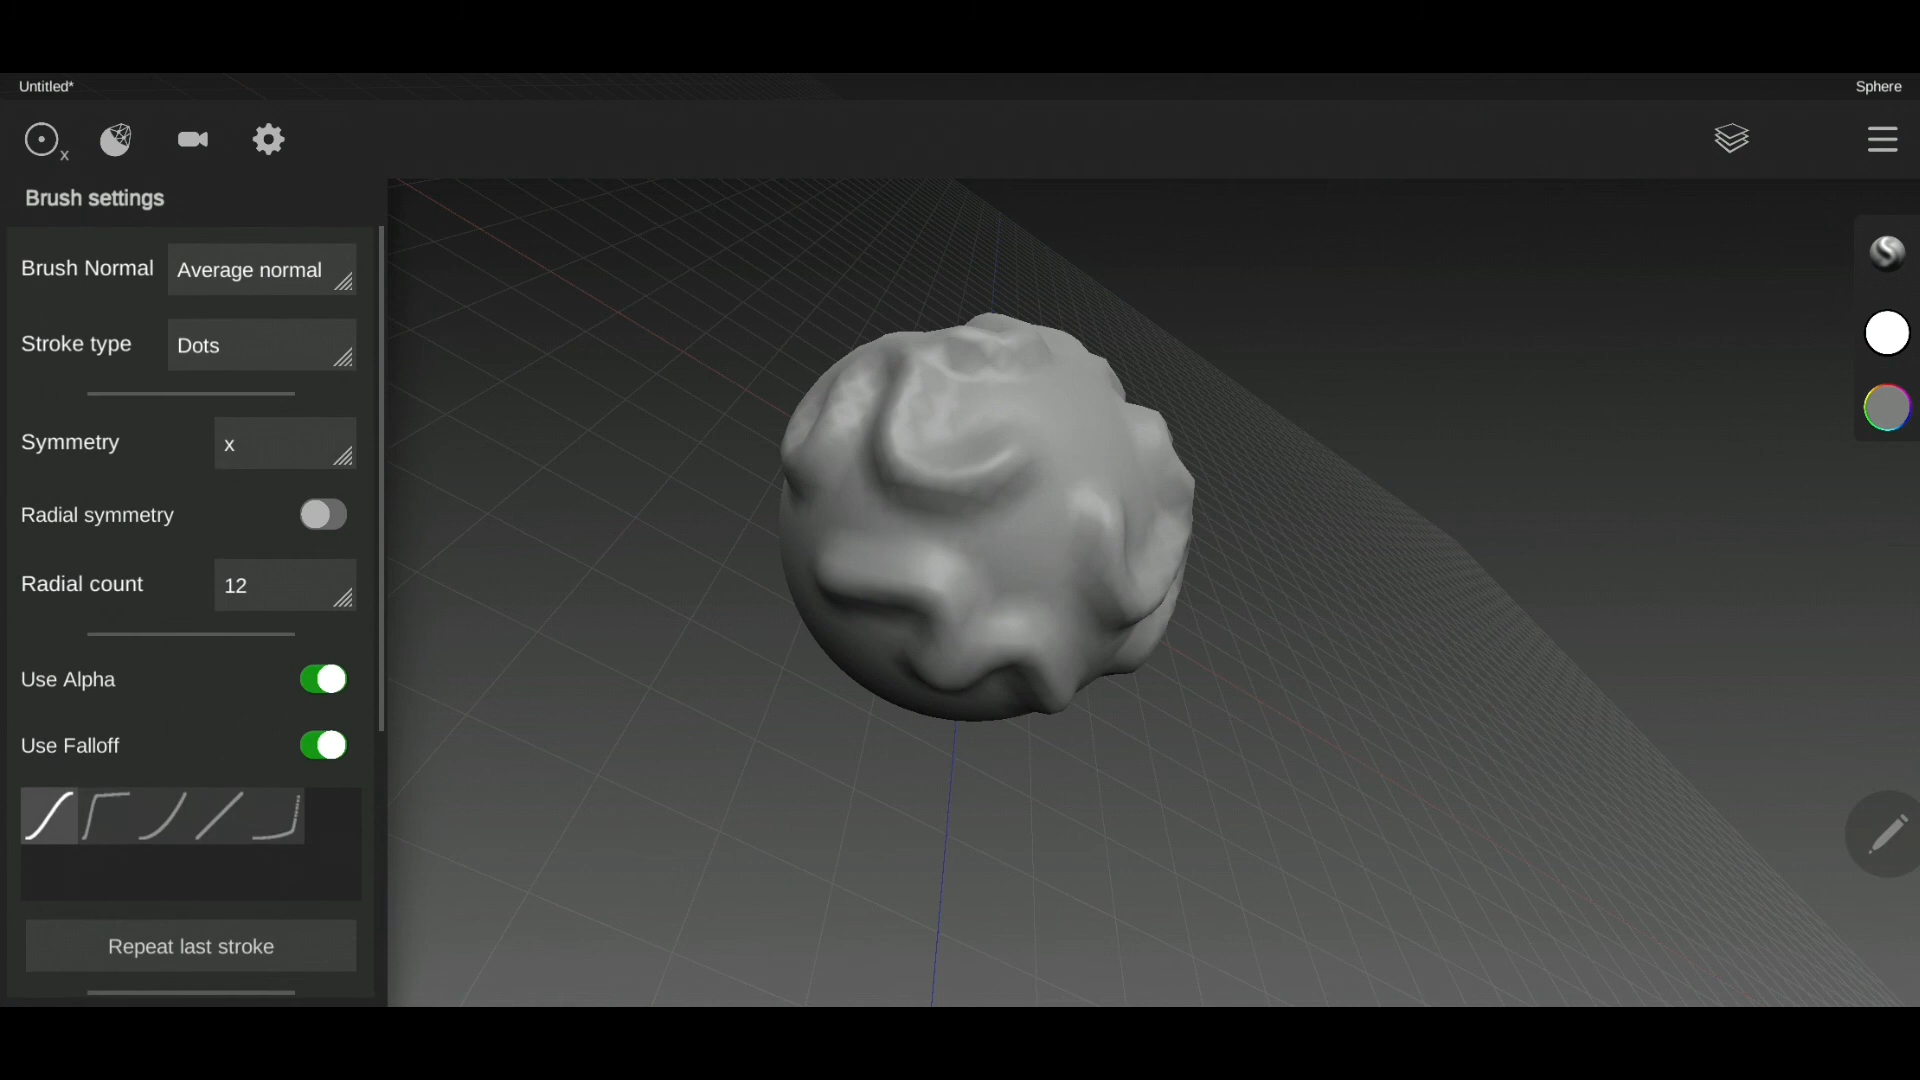 Untitled*
Sphere
x
Brush settings
Brush Normal Average normal
Stroke type Dots
Symmetry x
Radial symmetry
Radial count 12
Use Alpha
Use Falloff
Repeat last stroke